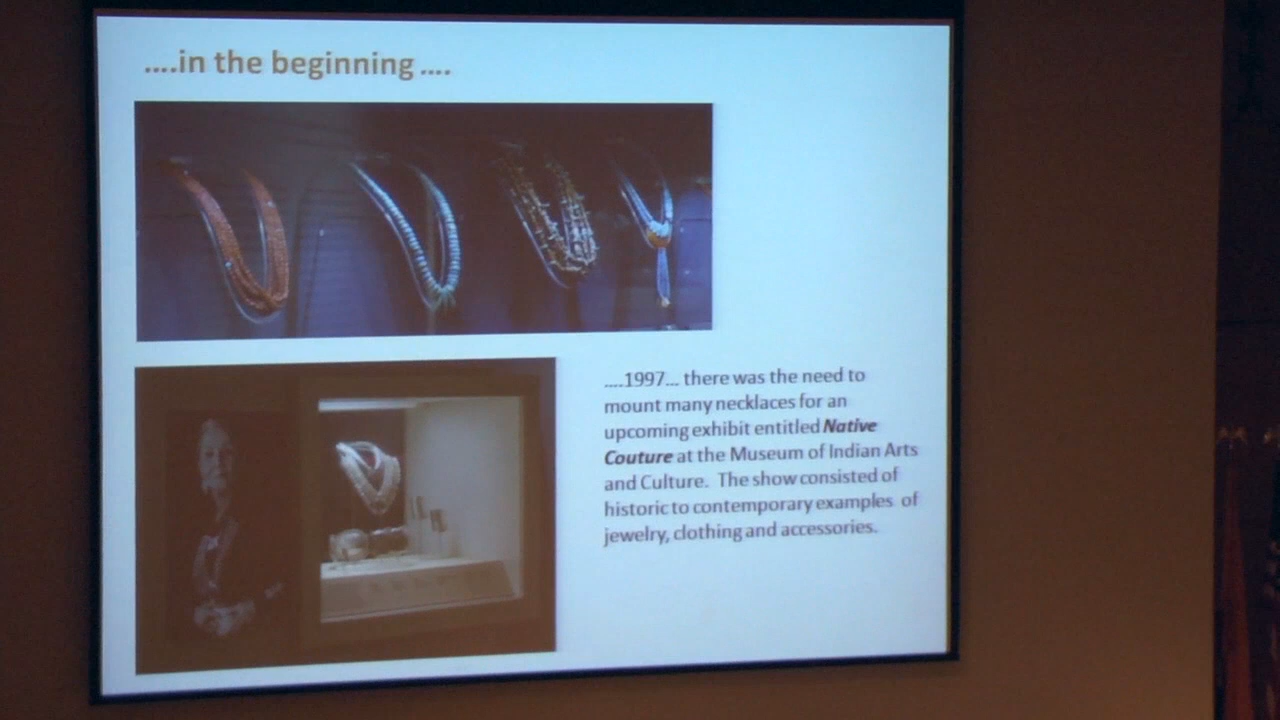 ....in the beginning ....
....1997... there was the need to
mount many necklaces for an
upcoming exhibit entitled Native
Couture at the Museum of Indian Arts
and Culture. The show consisted of
historic to contemporary examples of
jewelry, clothing and accessories.